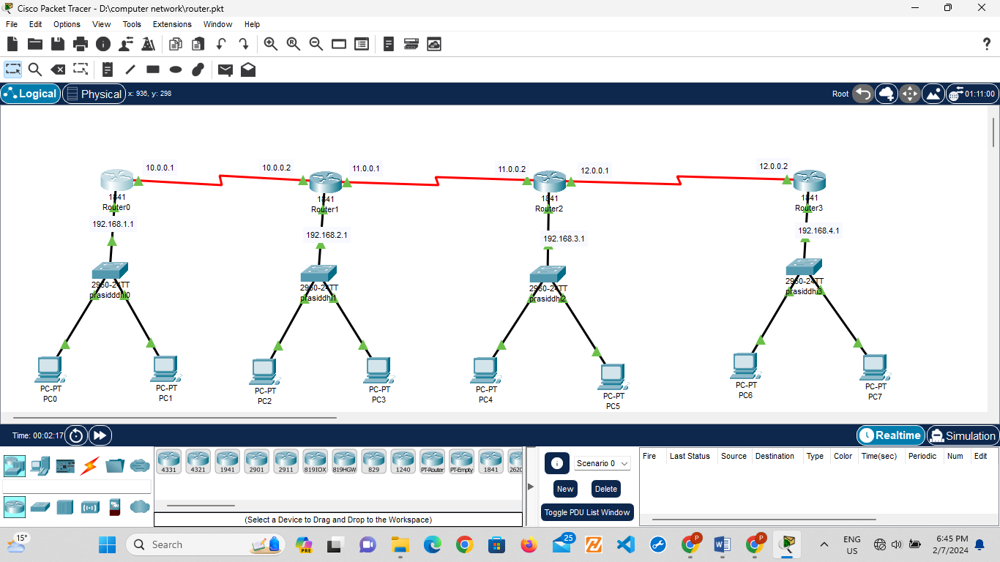 Cisco Packet Tracer - D:\computer network\router.pkt
File Edit Options View Tools Extensions Window Help
?
Logical Physical x: 936, y: 298 Root 01:11:00
10.0.0.1 10.0.0.2 11.0.0.1 11.0.0.2 12.0.0.1 12.0.0.2
1841 1841 1841 1841
Router0 Router1 Router2 Router3
192.168.1.1 192.168.2.1 192.168.3.1 192.168.4.1
2960-24TT 2960-24TT 2960-24TT 2960-24TT
prasidddhi0 prasiddhi1 prasiddhi2 prasiddhi3
PC-PT PC-PT PC-PT PC-PT PC-PT PC-PT PC-PT PC-PT
PC0 PC1 PC2 PC3 PC4 PC5 PC6 PC7
Time: 00:02:17 Realtime Simulation
4331 4321 1941 2901 2911 819IOX 819HGW 829 1240 PT-Router PT-Empty 1841 2620
(Select a Device to Drag and Drop to the Workspace)
Scenario 0
New Delete
Toggle PDU List Window
Fire Last Status Source Destination Type Color Time(sec) Periodic Num Edit
15°
Search
PRE
25
P
P
ENG
US
6:45 PM
2/7/2024